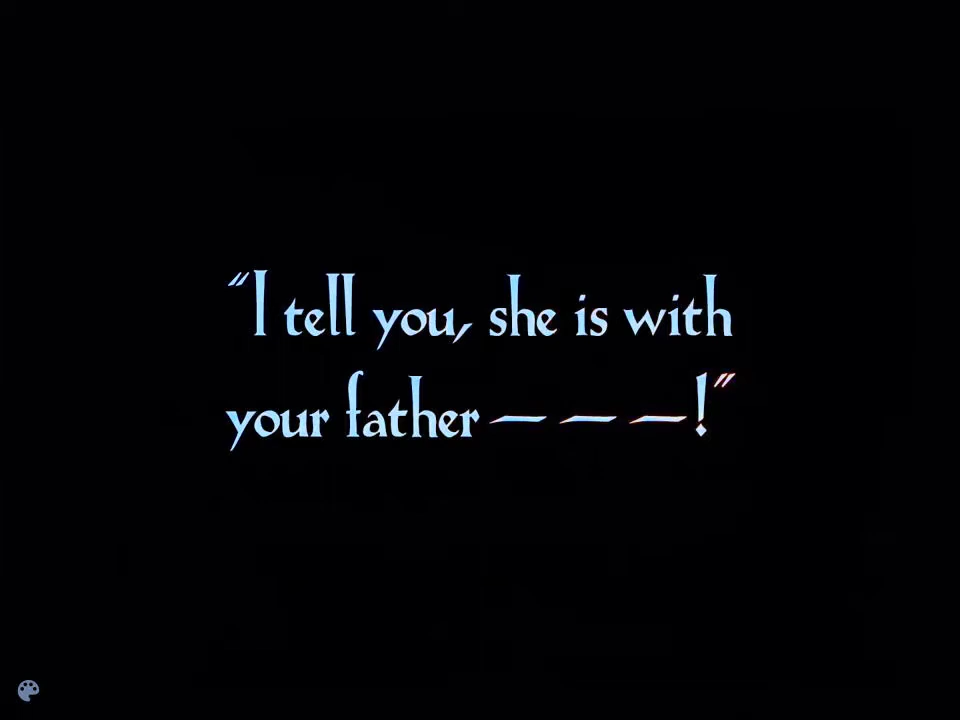 "I tell you, she is with
your father — — —!"